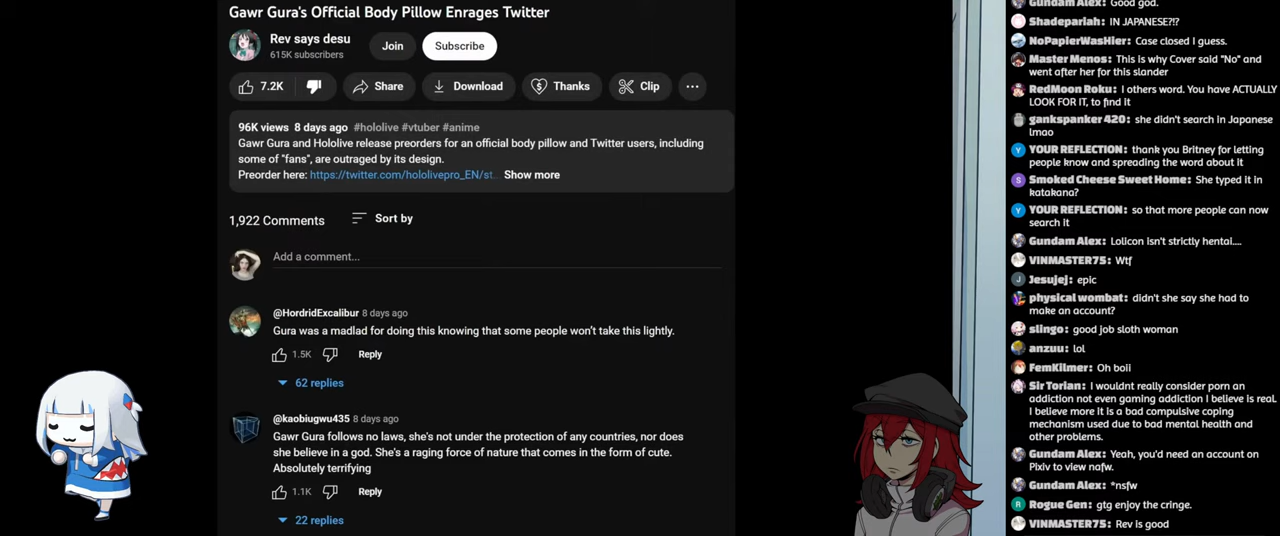 Gawr Gura's Official Body Pillow Enrages Twitter
Rev says desu
615K subscribers
Join
Subscribe
7.2K
Share
Download
Thanks
Clip
96K views 8 days ago #hololive #vtuber #anime
Gawr Gura and Hololive release preorders for an official body pillow and Twitter users, including
some of "fans", are outraged by its design.
Preorder here: https://twitter.com/hololivepro_EN/st... Show more
1,922 Comments
Sort by
Add a comment...
@HordridExcalibur 8 days ago
Gura was a madlad for doing this knowing that some people won't take this lightly.
1.5K
Reply
62 replies
@kaobiugwu435 8 days ago
Gawr Gura follows no laws, she's not under the protection of any countries, nor does
she believe in a god. She's a raging force of nature that comes in the form of cute.
Absolutely terrifying
1.1K
Reply
22 replies
Gundam Alex: Good god.
Shadepariah: IN JAPANESE?!?
NoPapierWasHier: Case closed I guess.
Master Menos: This is why Cover said "No" and
went after her for this slander
RedMoon Roku: I others word. You have ACTUALLY
LOOK FOR IT, to find it
gankspanker 420: she didn't search in Japanese
lmao
YOUR REFLECTION: thank you Britney for letting
people know and spreading the word about it
Smoked Cheese Sweet Home: She typed it in
katakana?
YOUR REFLECTION: so that more people can now
search it
Gundam Alex: Lolicon isn't strictly hentai....
VINMASTER75: Wtf
Jesujej: epic
physical wombat: didn't she say she had to
make an account?
slingo: good job sloth woman
anzuu: lol
FemKilmer: Oh boii
Sir Torian: I wouldnt really consider porn an
addiction not even gaming addiction I believe is real.
I believe more it is a bad compulsive coping
mechanism used due to bad mental health and
other problems.
Gundam Alex: Yeah, you'd need an account on
Pixiv to view nafw.
Gundam Alex: *nsfw
Rogue Gen: gtg enjoy the cringe.
VINMASTER75: Rev is good